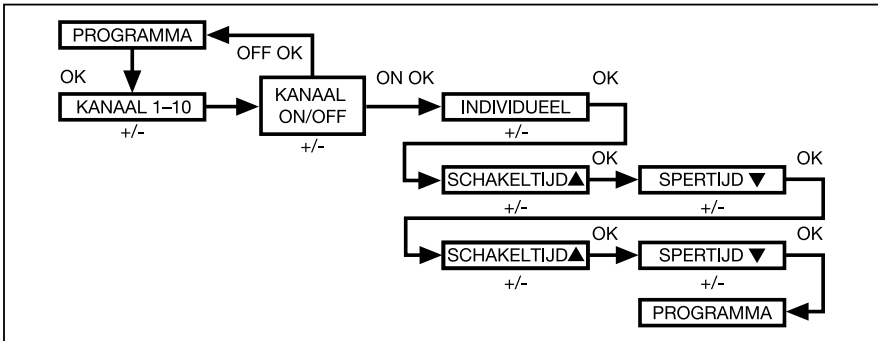 PROGRAMMA
OFF OK
OK
KANAAL 1–10
+/-
KANAAL
ON/OFF
+/-
ON OK
INDIVIDUEEL
+/-
OK
SCHAKELTIJD▲
+/-
OK
SPERTIJD ▼
+/-
OK
SCHAKELTIJD▲
+/-
OK
SPERTIJD ▼
+/-
OK
PROGRAMMA